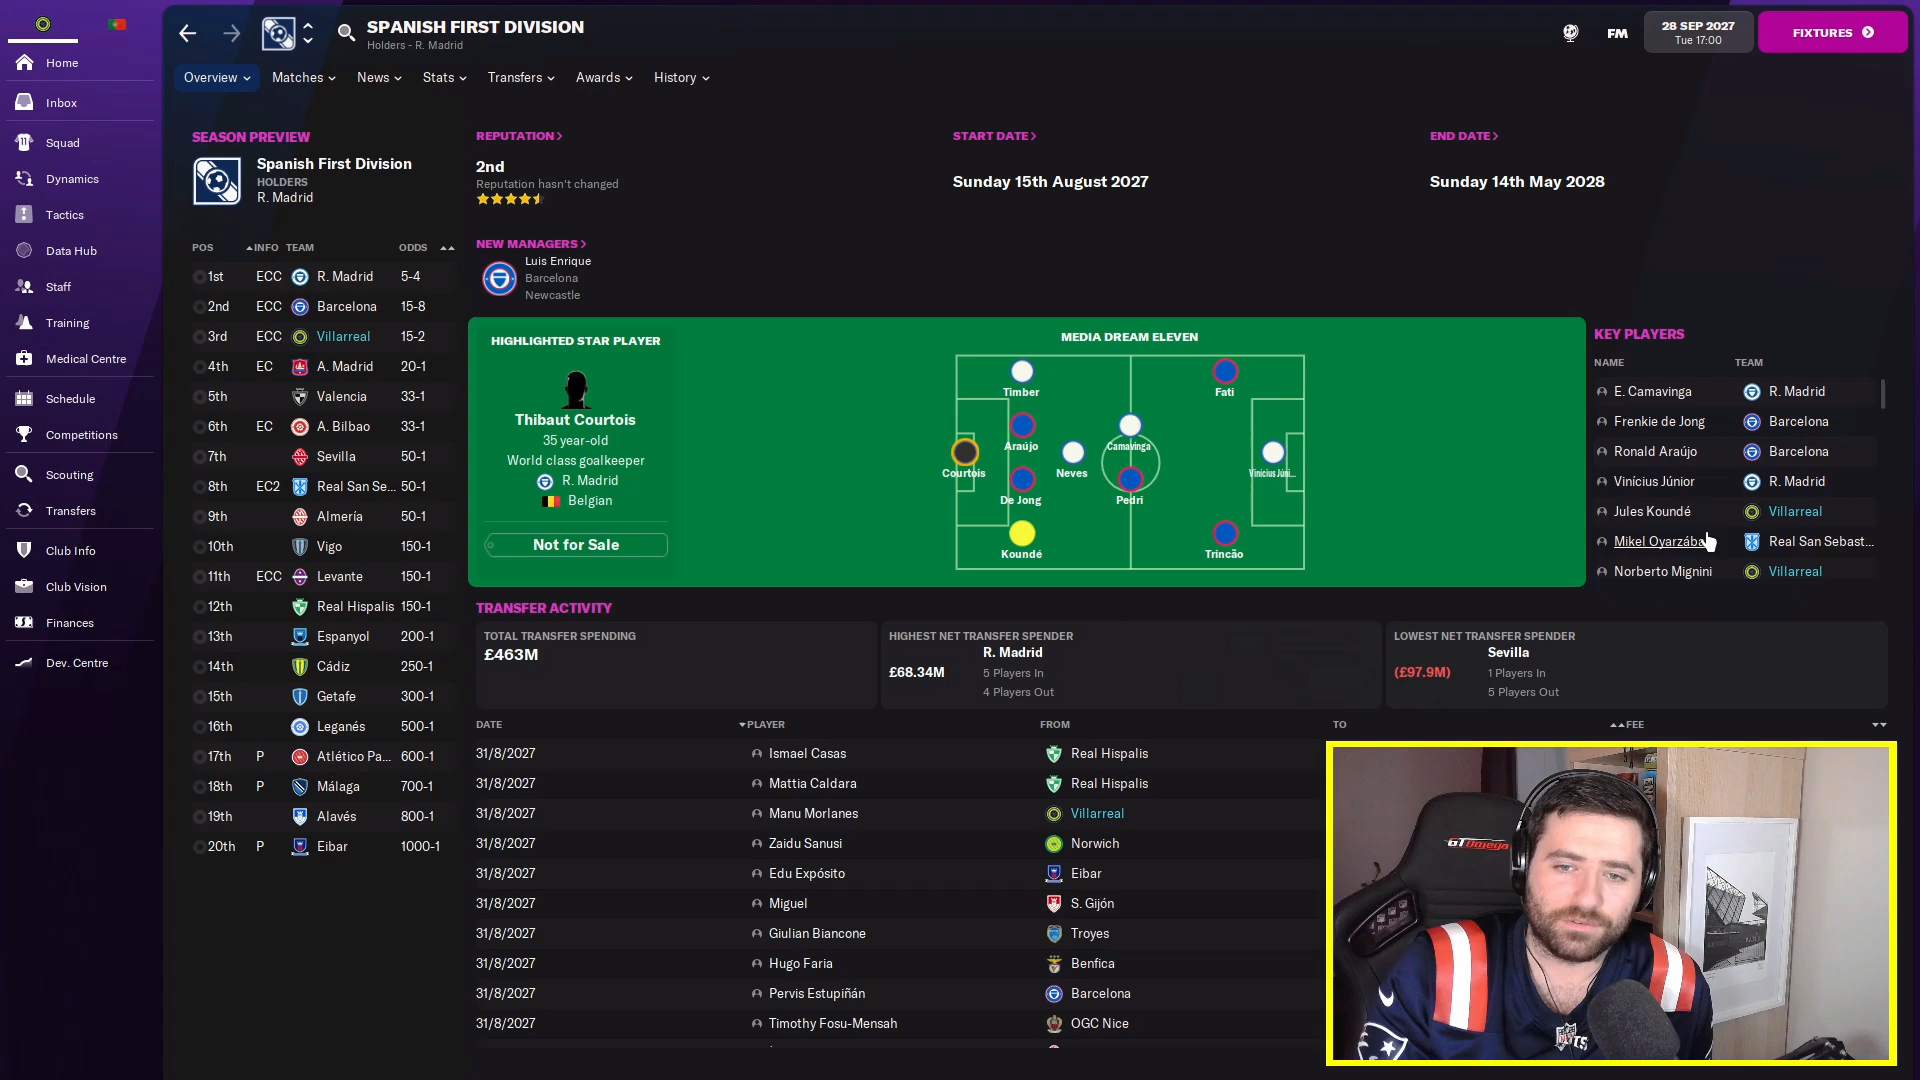 SPANISH FIRST DIVISION
Holders - R. Madrid
FM
28 SEP 2027
Tue 17:00
FIXTURES
Overview
Matches
News
Stats
Transfers
Awards
History
Home
Inbox
Squad
Dynamics
Tactics
Data Hub
Staff
Training
Medical Centre
Schedule
Competitions
Scouting
Transfers
Club Info
Club Vision
Finances
Dev. Centre
SEASON PREVIEW
Spanish First Division
HOLDERS
R. Madrid
REPUTATION
2nd
Reputation hasn't changed
START DATE
Sunday 15th August 2027
END DATE
Sunday 14th May 2028
POS INFO TEAM ODDS
1st ECC R. Madrid 5-4
2nd ECC Barcelona 15-8
3rd ECC Villarreal 15-2
4th EC A. Madrid 20-1
5th Valencia 33-1
6th EC A. Bilbao 33-1
7th Sevilla 50-1
8th EC2 Real San Se... 50-1
9th Almería 50-1
10th Vigo 150-1
11th ECC Levante 150-1
12th Real Hispalis 150-1
13th Espanyol 200-1
14th Cádiz 250-1
15th Getafe 300-1
16th Leganés 500-1
17th P Atlético Pa... 600-1
18th P Málaga 700-1
19th Alavés 800-1
20th P Eibar 1000-1
NEW MANAGERS
Luis Enrique
Barcelona
Newcastle
HIGHLIGHTED STAR PLAYER
Thibaut Courtois
35 year-old
World class goalkeeper
R. Madrid
Belgian
Not for Sale
MEDIA DREAM ELEVEN
Timber
Fati
Araújo
Camavinga
Courtois
Neves
Vinícius Júni...
De Jong
Pedri
Koundé
Trincão
KEY PLAYERS
NAME TEAM
E. Camavinga R. Madrid
Frenkie de Jong Barcelona
Ronald Araújo Barcelona
Vinícius Júnior R. Madrid
Jules Koundé Villarreal
Mikel Oyarzába Real San Sebast...
Norberto Mignini Villarreal
TRANSFER ACTIVITY
TOTAL TRANSFER SPENDING
£463M
HIGHEST NET TRANSFER SPENDER
R. Madrid
£68.34M
5 Players In
4 Players Out
LOWEST NET TRANSFER SPENDER
Sevilla
(£97.9M)
1 Players In
5 Players Out
DATE PLAYER FROM TO FEE
31/8/2027 Ismael Casas Real Hispalis
31/8/2027 Mattia Caldara Real Hispalis
31/8/2027 Manu Morlanes Villarreal
31/8/2027 Zaidu Sanusi Norwich
31/8/2027 Edu Expósito Eibar
31/8/2027 Miguel S. Gijón
31/8/2027 Giulian Biancone Troyes
31/8/2027 Hugo Faria Benfica
31/8/2027 Pervis Estupiñán Barcelona
31/8/2027 Timothy Fosu-Mensah OGC Nice
GT Omega
NFL